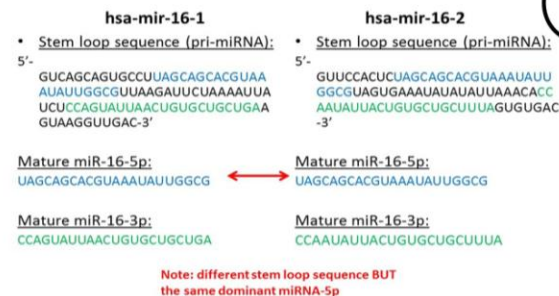 hsa-mir-16-1
• Stem loop sequence (pri-miRNA):
5'-
GUCAGCAGUGCCUUAGCAGCACGUAA
AUAUUGGCGUUAAGAUUCUAAAAUUA
UCUCCAGUAUUAACUGUGCUGCUGAA
GUAAGGUUGAC-3'
Mature miR-16-5p:
UAGCAGCACGUAAAUAUUGGCG
Mature miR-16-3p:
CCAGUAUUAACUGUGCUGCUGA
hsa-mir-16-2
• Stem loop sequence (pri-miRNA):
5'-
GUUCCACUCUAGCAGCACGUAAAUAUU
GGCGUAGUGAAAUAUAUAUUAAACACC
AAUAUUACUGUGCUGCUUUAGUGUGAC
-3'
Mature miR-16-5p:
UAGCAGCACGUAAAUAUUGGCG
Mature miR-16-3p:
CCAAUAUUACUGUGCUGCUUUA
Note: different stem loop sequence BUT
the same dominant miRNA-5p